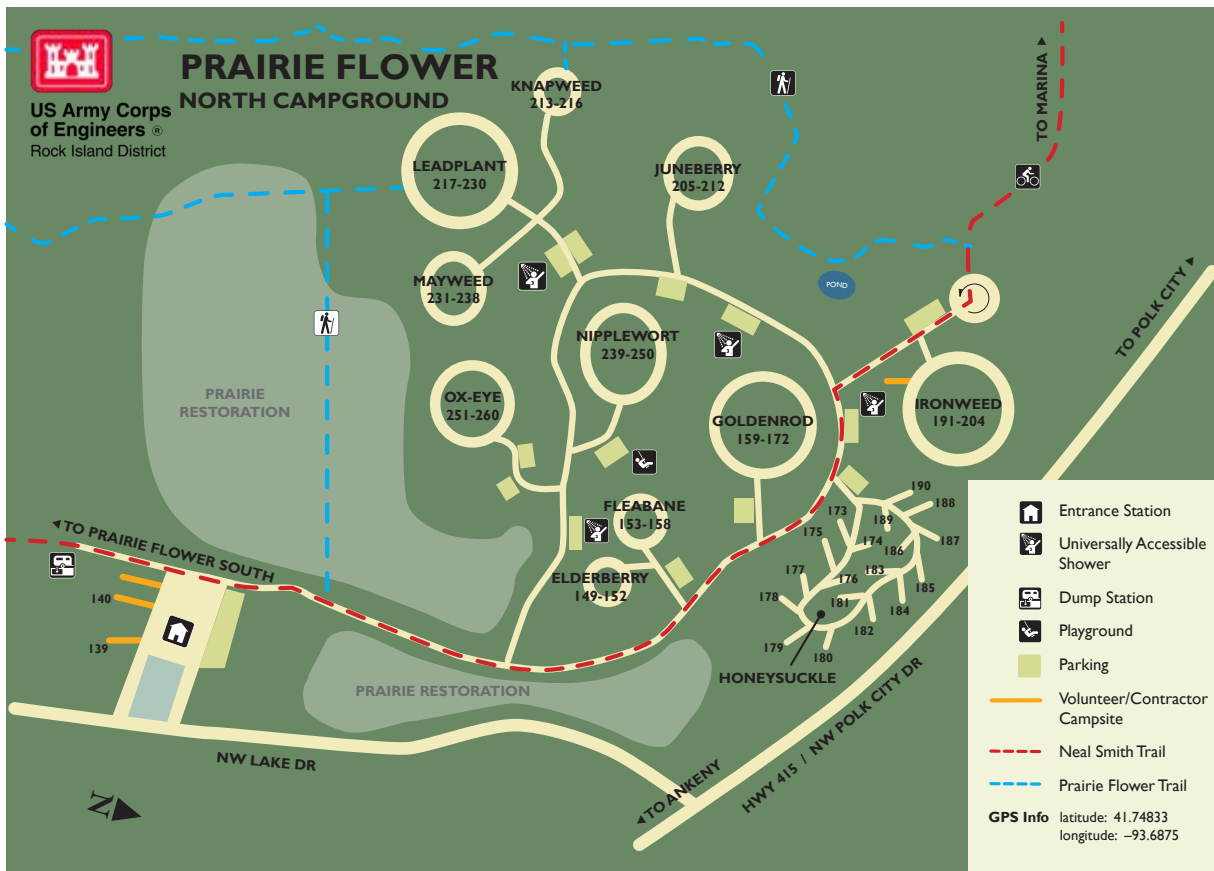 PRAIRIE FLOWER
NORTH CAMPGROUND
US Army Corps
of Engineers ®
Rock Island District
KNAPWEED
213-216
LEADPLANT
217-230
JUNEBERRY
205-212
TO MARINA
MAYWEED
231-238
POND
TO POLK CITY
NIPPLEWORT
239-250
PRAIRIE
RESTORATION
OX-EYE
251-260
GOLDENROD
159-172
IRONWEED
191-204
FLEABANE
153-158
ELDERBERRY
149-152
190
188
173
189
175
174
186
187
177
176
183
185
178
181
184
182
179
180
HONEYSUCKLE
TO PRAIRIE FLOWER SOUTH
140
139
PRAIRIE RESTORATION
NW LAKE DR
TO ANKENY
HWY 415 / NW POLK CITY DR
N
Entrance Station
Universally Accessible
Shower
Dump Station
Playground
Parking
Volunteer/Contractor
Campsite
Neal Smith Trail
Prairie Flower Trail
GPS Info latitude: 41.74833
longitude: –93.6875